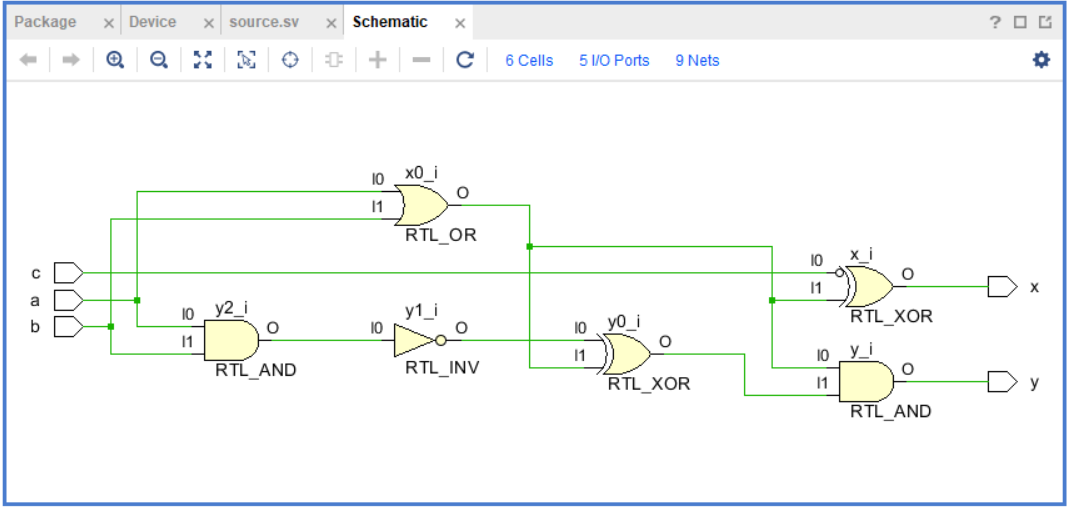 Package × Device × source.sv × Schematic × ?
6 Cells 5 I/O Ports 9 Nets
x0_i
I0
O
I1
RTL_OR
c
x_i
I0
O
I1
x
RTL_XOR
a
b
y2_i
I0
O
I1
RTL_AND
y1_i
I0
O
RTL_INV
y0_i
I0
O
I1
RTL_XOR
y_i
I0
O
I1
y
RTL_AND